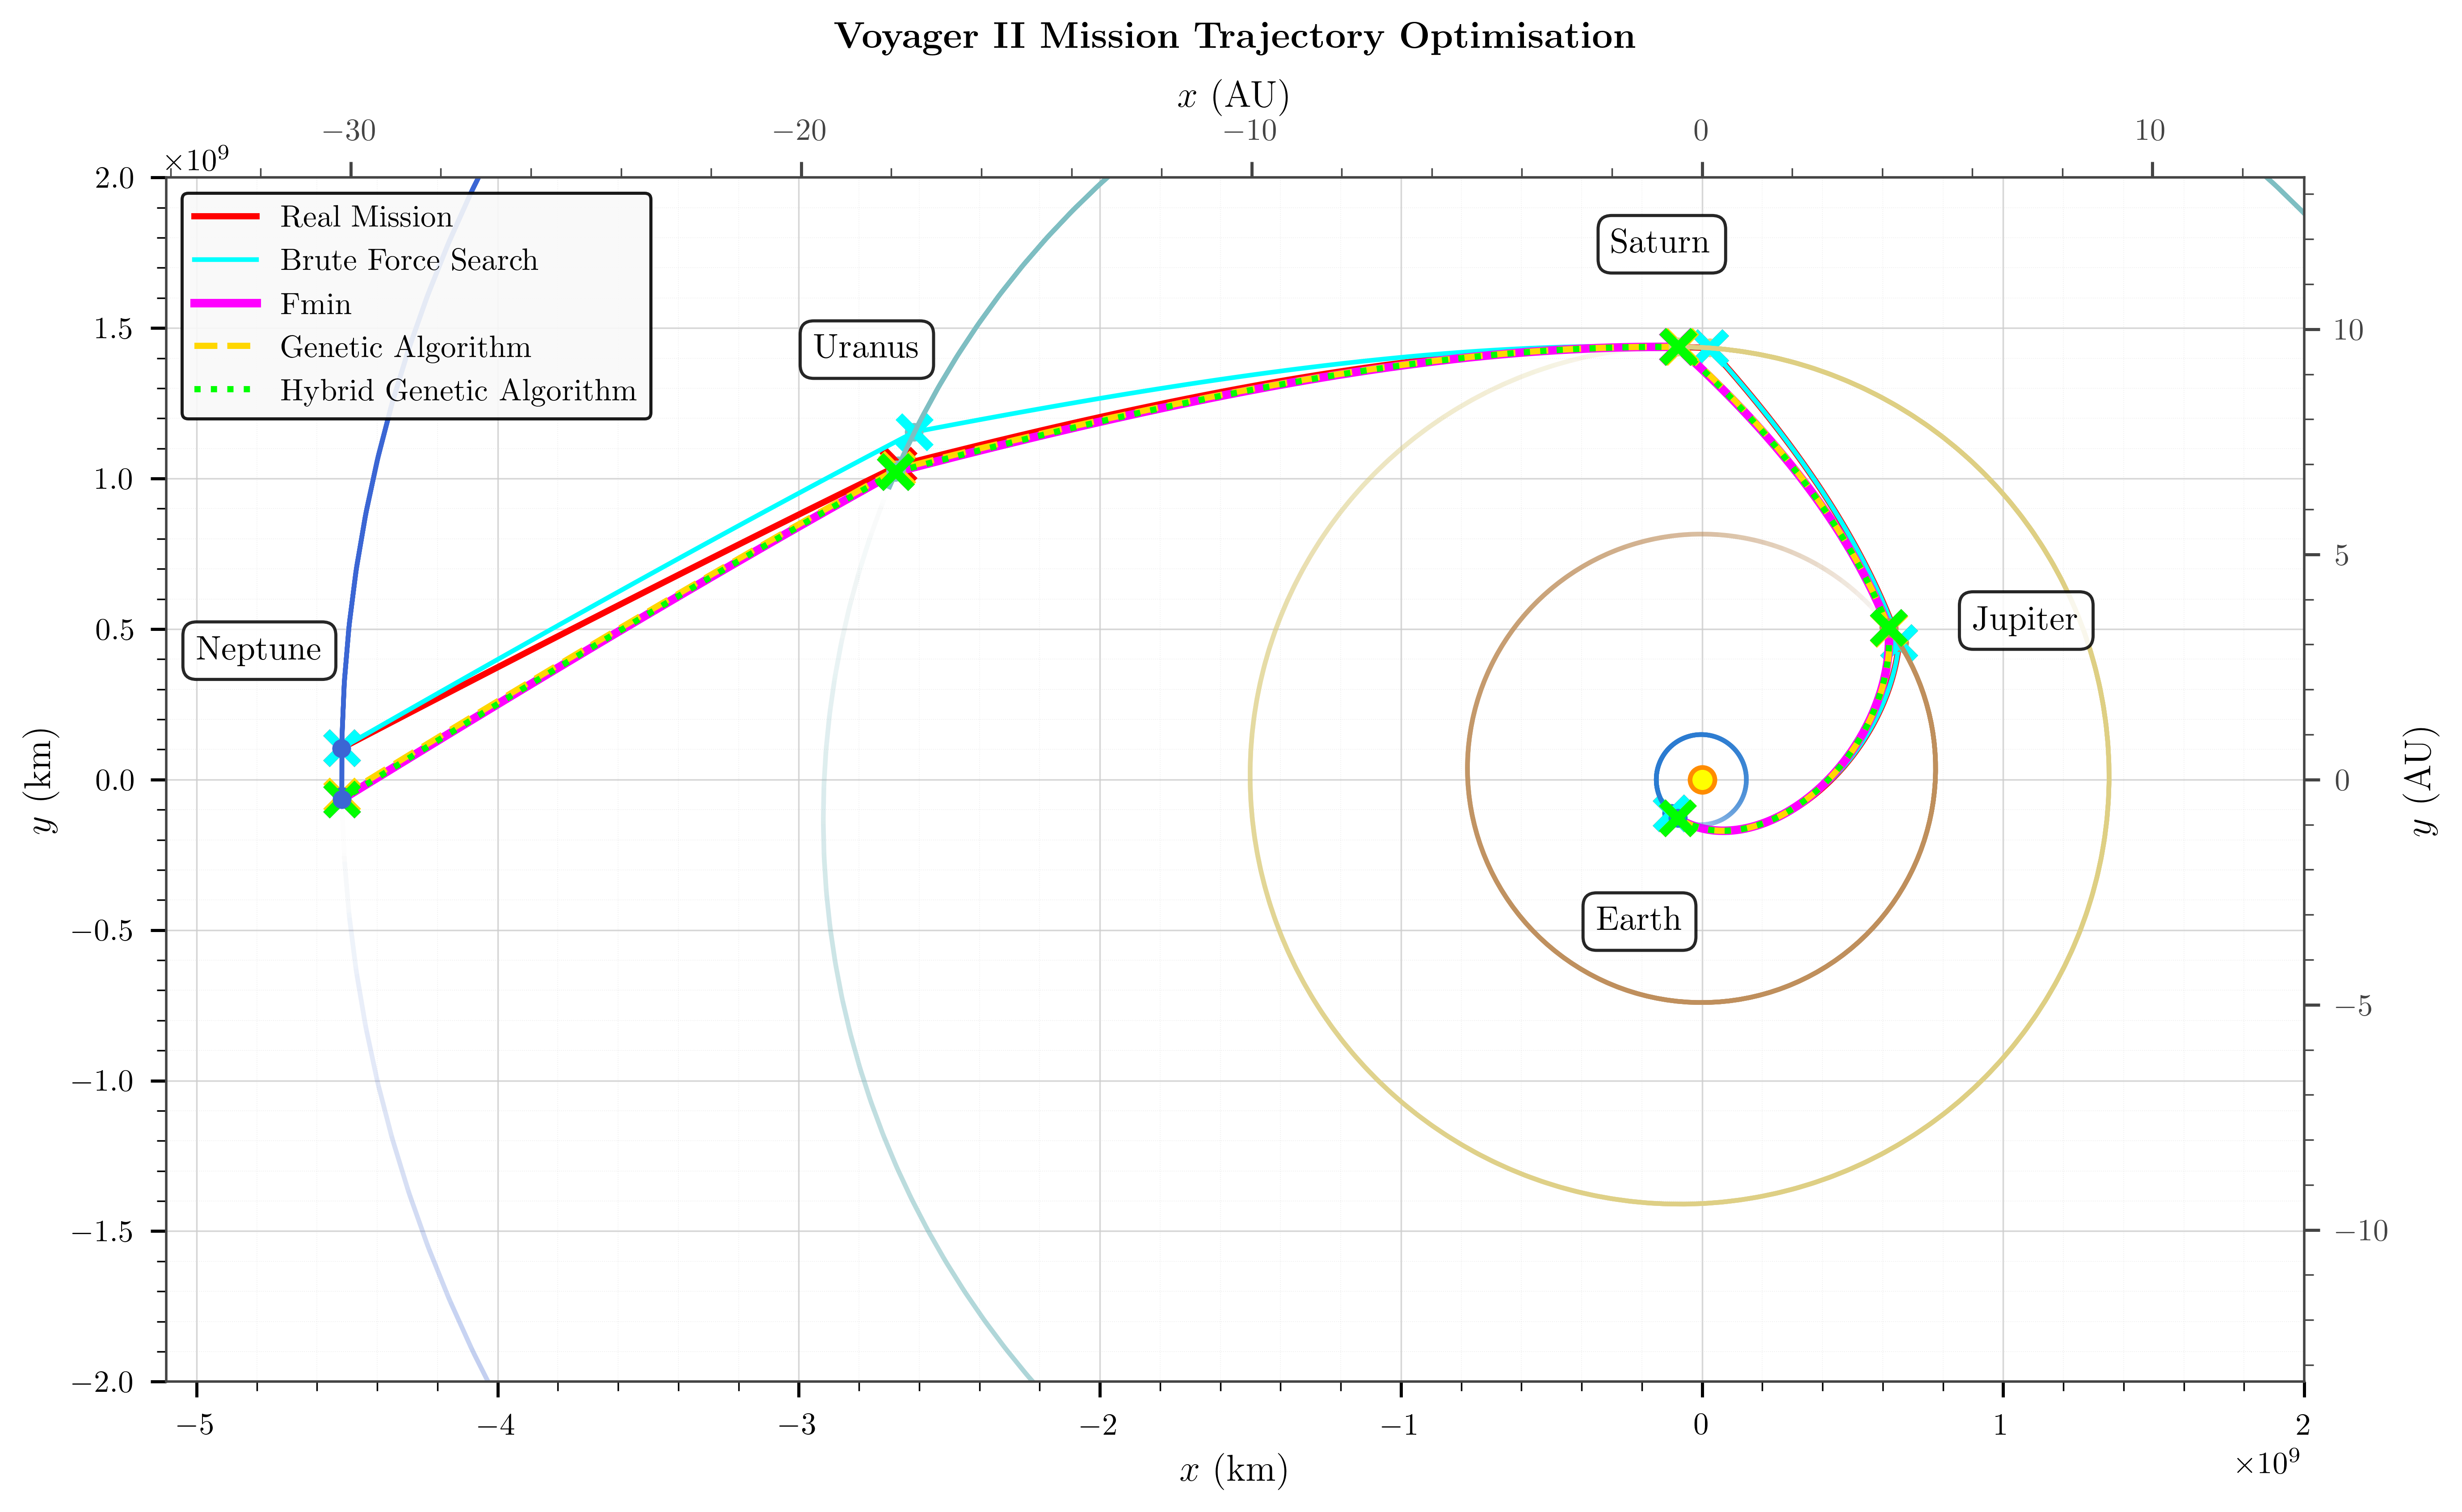 Voyager II Mission Trajectory Optimisation
x (AU)
−30 −20 −10 0 10
×10⁹
Real Mission
Brute Force Search
Fmin
Genetic Algorithm
Hybrid Genetic Algorithm
Saturn
Uranus
Neptune
Jupiter
Earth
y (km)
2.0
1.5
1.0
0.5
0.0
−0.5
−1.0
−1.5
−2.0
10
5
0
−5
−10
y (AU)
−5 −4 −3 −2 −1 0 1 2
x (km)
×10⁹